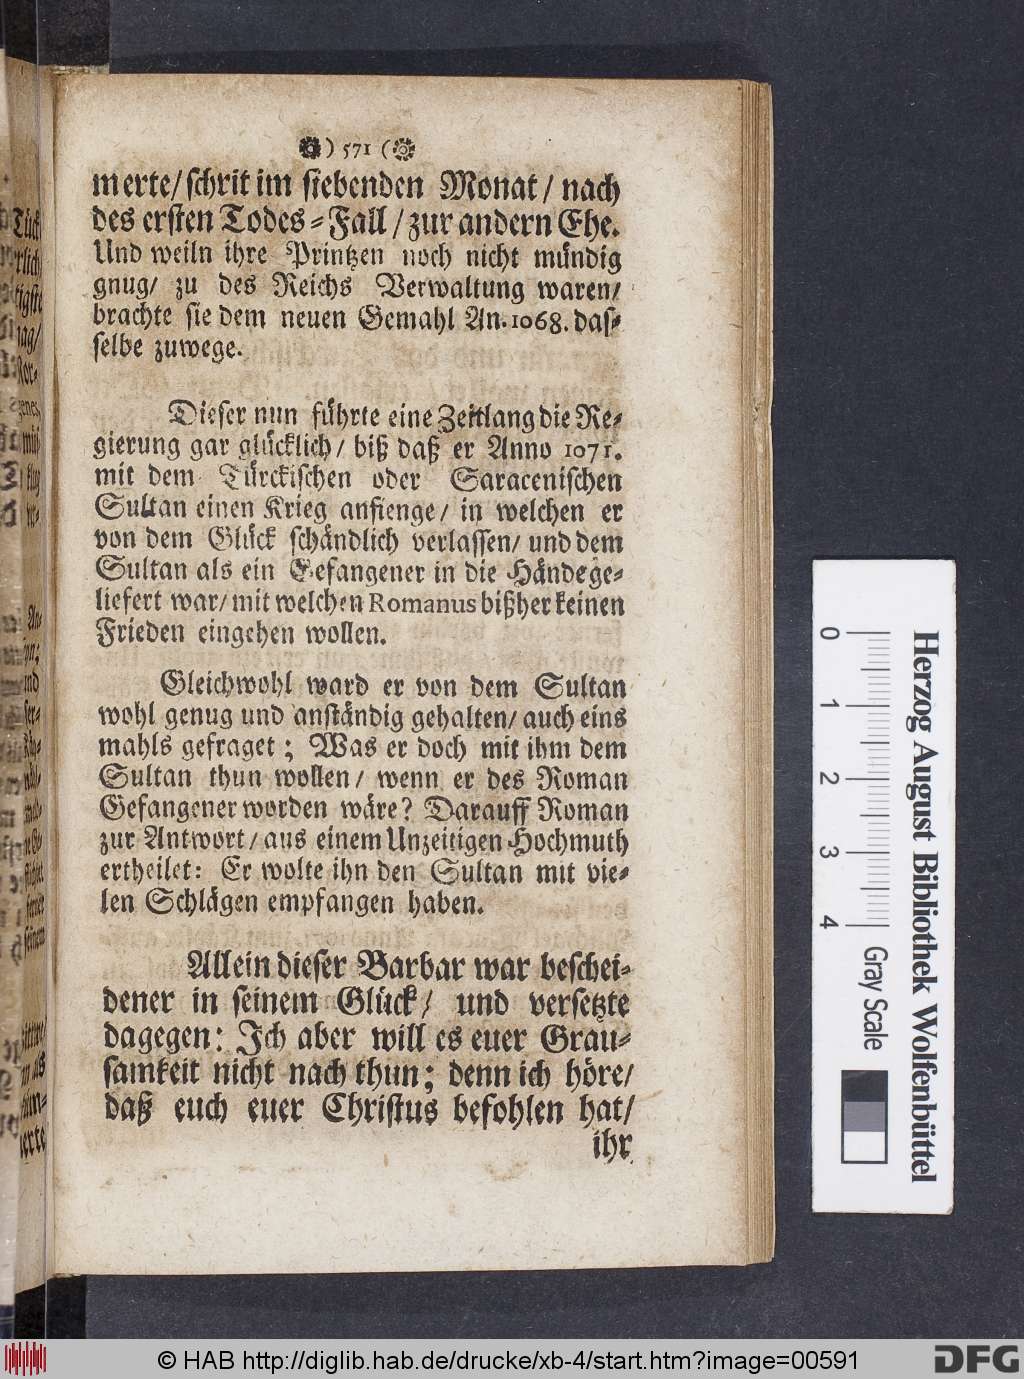 ) 571 (
merte/ schrit im siebenden Monat / nach
des ersten Todes-Fall / zur andern Ehe.
Und weiln ihre Printzen noch nicht mündig
gnug/ zu des Reichs Verwaltung waren/
brachte sie dem neuen Gemahl An. 1068. das-
selbe zuwege.
Dieser nun führte eine Zeitlang die Re-
gierung gar glücklich/ biß daß er Anno 1071.
mit dem Türckischen oder Saracenischen
Sultan einen Krieg anfienge/ in welchen er
von dem Glück schändlich verlassen/ und dem
Sultan als ein Gefangener in die Hände ge-
liefert war/ mit welchen Romanus bißher keinen
Frieden eingehen wollen.
Gleichwohl ward er von dem Sultan
wohl genug und anständig gehalten/ auch eins
mahls gefraget; Was er doch mit ihm dem
Sultan thun wollen/ wenn er des Roman
Gefangener worden wäre? Darauff Roman
zur Antwort/ aus einem Unzeitigen Hochmuth
ertheilet: Er wolte ihn den Sultan mit vie-
len Schlägen empfangen haben.
Allein dieser Barbar war beschei-
dener in seinem Glück/ und versetzte
dagegen: Ich aber will es euer Grau-
samkeit nicht nach thun; denn ich höre/
daß euch euer Christus befohlen hat/
ihr
Herzog August Bibliothek Wolfenbüttel
0 1 2 3 4
Gray Scale
© HAB http://diglib.hab.de/drucke/xb-4/start.htm?image=00591
DFG